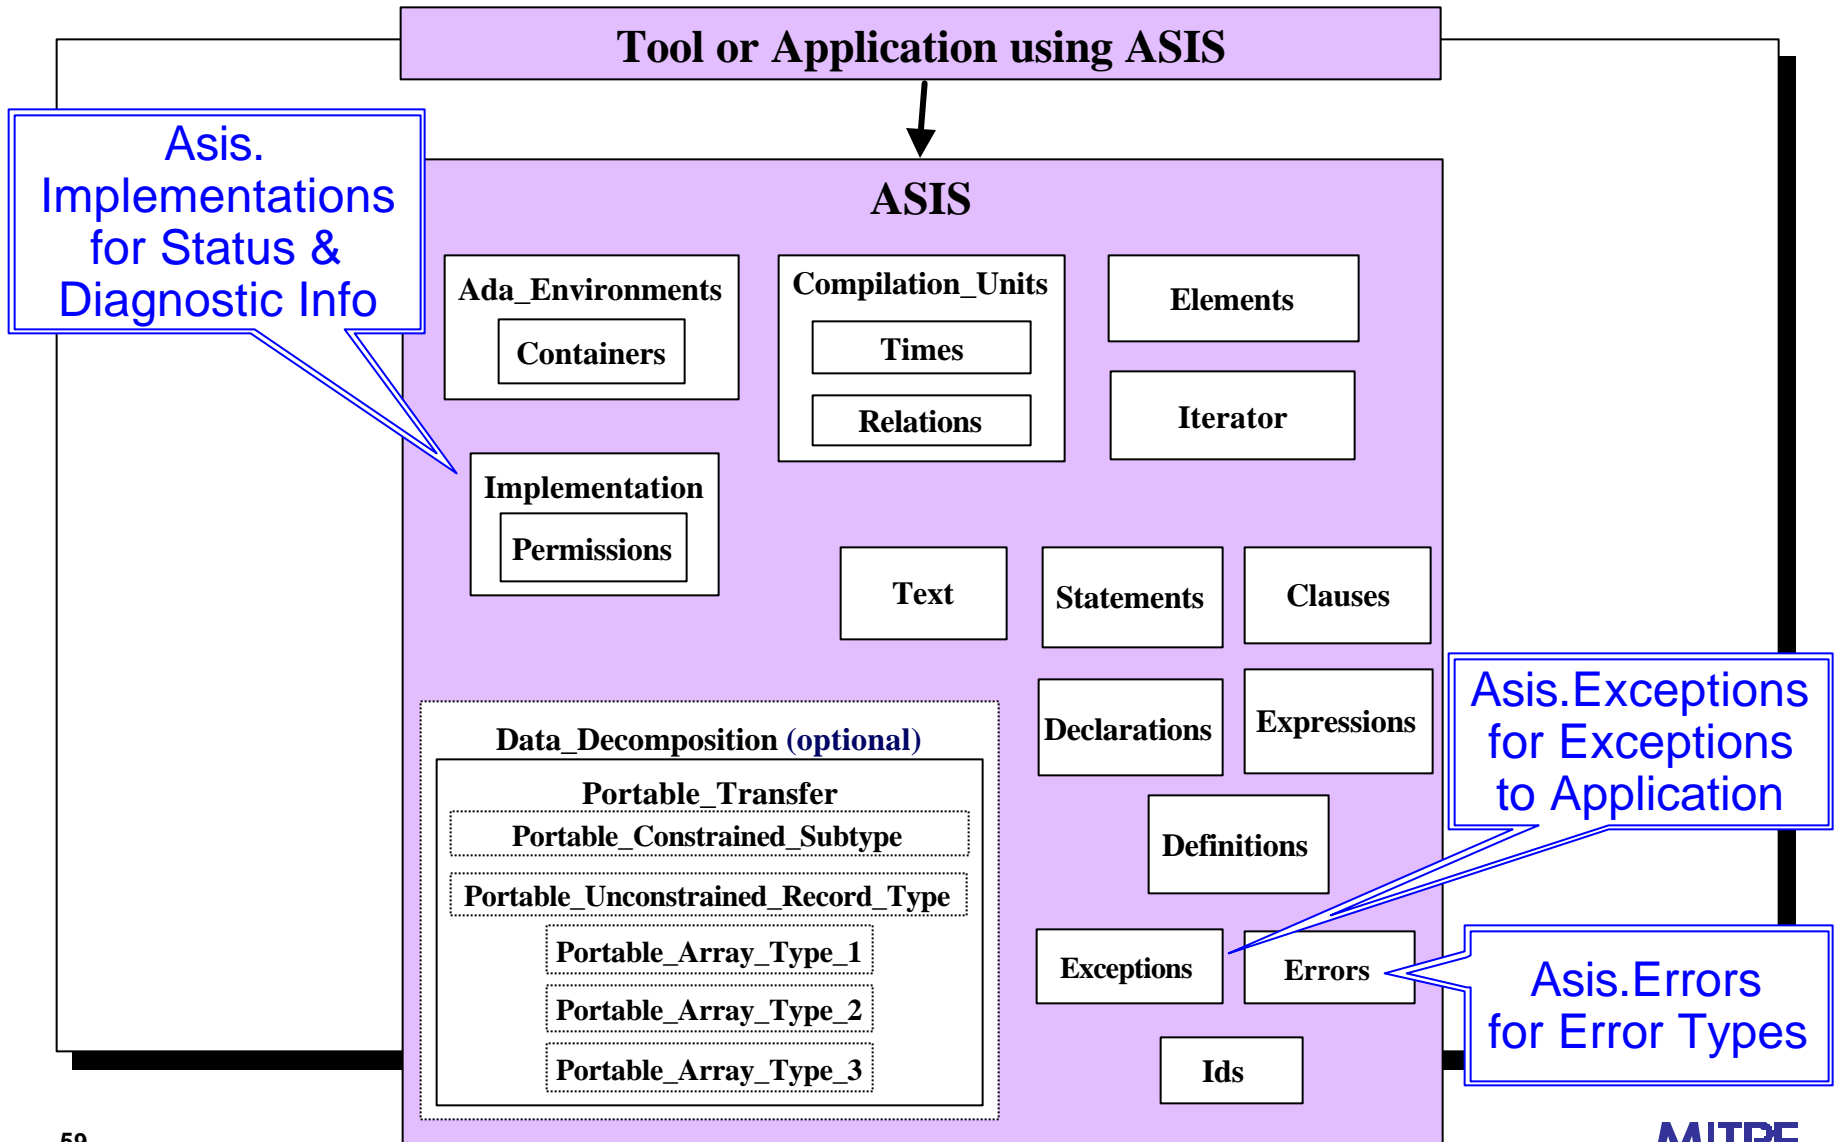 Tool or Application using ASIS
Asis.
Implementations
for Status &
Diagnostic Info
ASIS
Ada_Environments
Containers
Compilation_Units
Times
Relations
Elements
Iterator
Implementation
Permissions
Text
Statements
Clauses
Declarations
Expressions
Definitions
Asis.Exceptions
for Exceptions
to Application
Data_Decomposition (optional)
Portable_Transfer
Portable_Constrained_Subtype
Portable_Unconstrained_Record_Type
Portable_Array_Type_1
Portable_Array_Type_2
Portable_Array_Type_3
Exceptions
Errors
Asis.Errors
for Error Types
Ids
59
MITRE